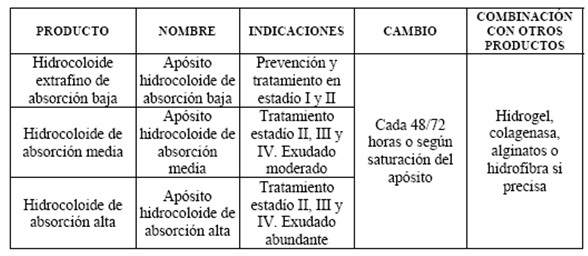 PRODUCTO NOMBRE INDICACIONES CAMBIO COMBINACIÓN
CON OTROS
PRODUCTOS
Hidrocoloide
extrafino de
absorción baja
Apósito
hidrocoloide de
absorción baja
Prevención y
tratamiento en
estadío I y II
Hidrocoloide de
absorción media
Apósito
hidrocoloide de
absorción
media
Tratamiento
estadío II, III y
IV. Exudado
moderado
Hidrocoloide de
absorción alta
Apósito
hidrocoloide de
absorción alta
Tratamiento
estadío II, III y
IV. Exudado
abundante
Cada 48/72
horas o según
saturación del
apósito
Hidrogel,
colagenasa,
alginatos o
hidrofibra si
precisa